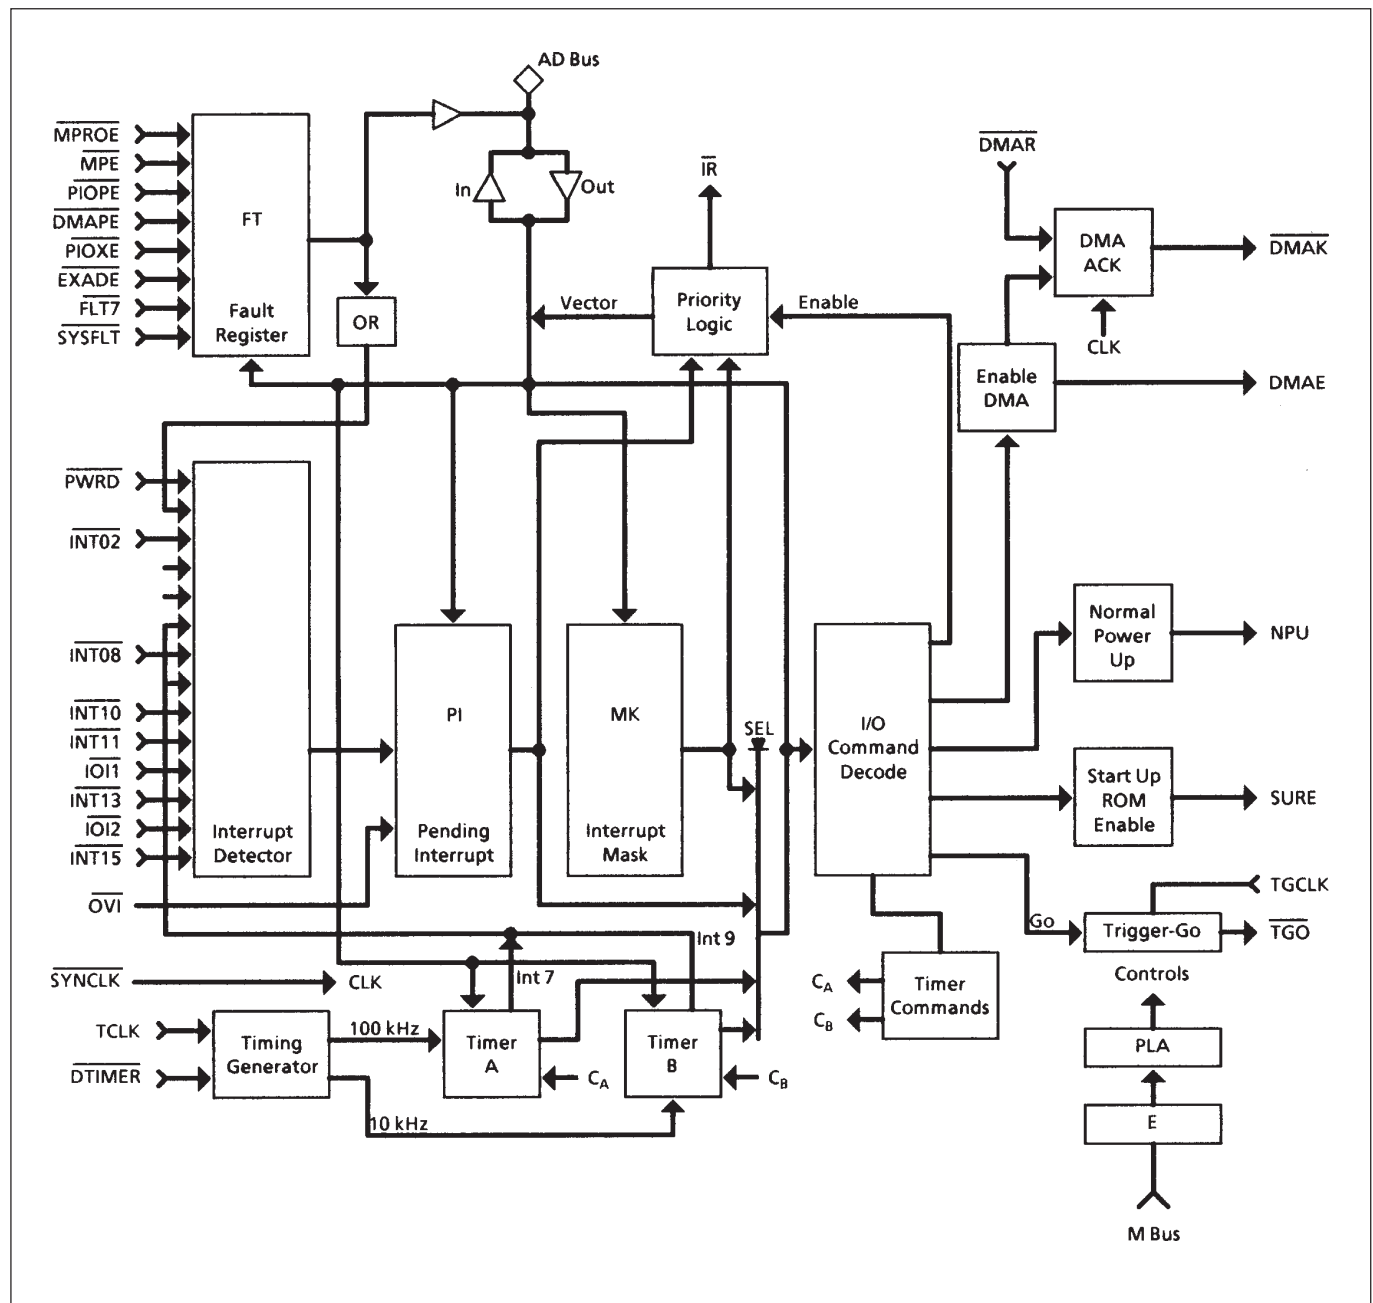 AD Bus
MPROE
MPE
PIOPE
DMAPE
PIOXE
EXADE
FLT7
SYSFLT
FT
Fault
Register
OR
In
Out
IR
Vector
Priority
Logic
Enable
DMAR
DMA
ACK
DMAK
CLK
Enable
DMA
DMAE
PWRD
INT02
INT08
INT10
INT11
IOI1
INT13
IOI2
INT15
OVI
Interrupt
Detector
PI
Pending
Interrupt
MK
Interrupt
Mask
SEL
I/O
Command
Decode
Normal
Power
Up
NPU
Start Up
ROM
Enable
SURE
TGCLK
Go
Trigger-Go
TGO
Controls
PLA
E
M Bus
Int 9
Int 7
SYNCLK
CLK
TCLK
DTIMER
Timing
Generator
100 kHz
10 kHz
Timer
A
CA
Timer
B
CB
CA
CB
Timer
Commands